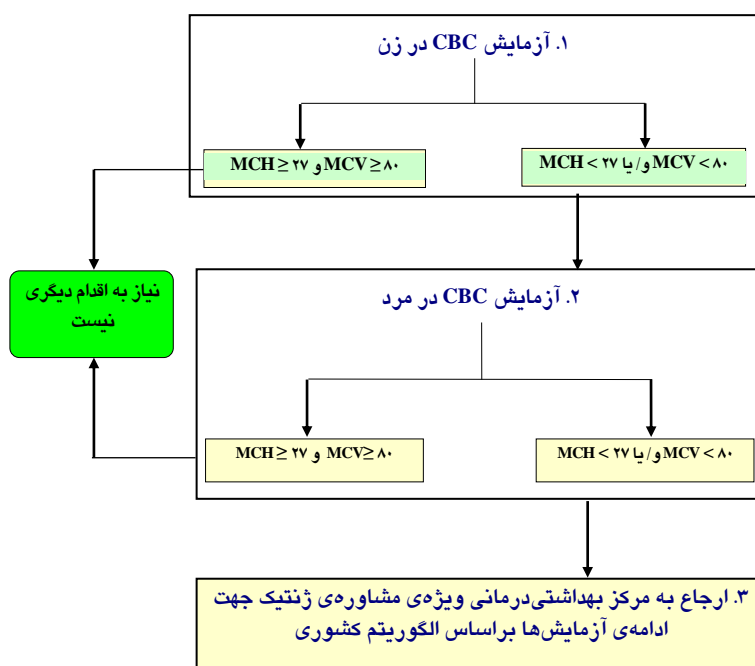 ۱. آزمایش CBC در زن
MCV ≥ ۸۰ و MCH ≥ ۲۷
MCV < ۸۰ و/ یا MCH < ۲۷
نیاز به اقدام دیگری
نیست
۲. آزمایش CBC در مرد
MCV≥ ۸۰ و MCH ≥ ۲۷
MCV < ۸۰ و/ یا MCH < ۲۷
۳. ارجاع به مرکز بهداشتی‌درمانی ویژه‌ی مشاوره‌ی ژنتیک جهت
ادامه‌ی آزمایش‌ها براساس الگوریتم کشوری